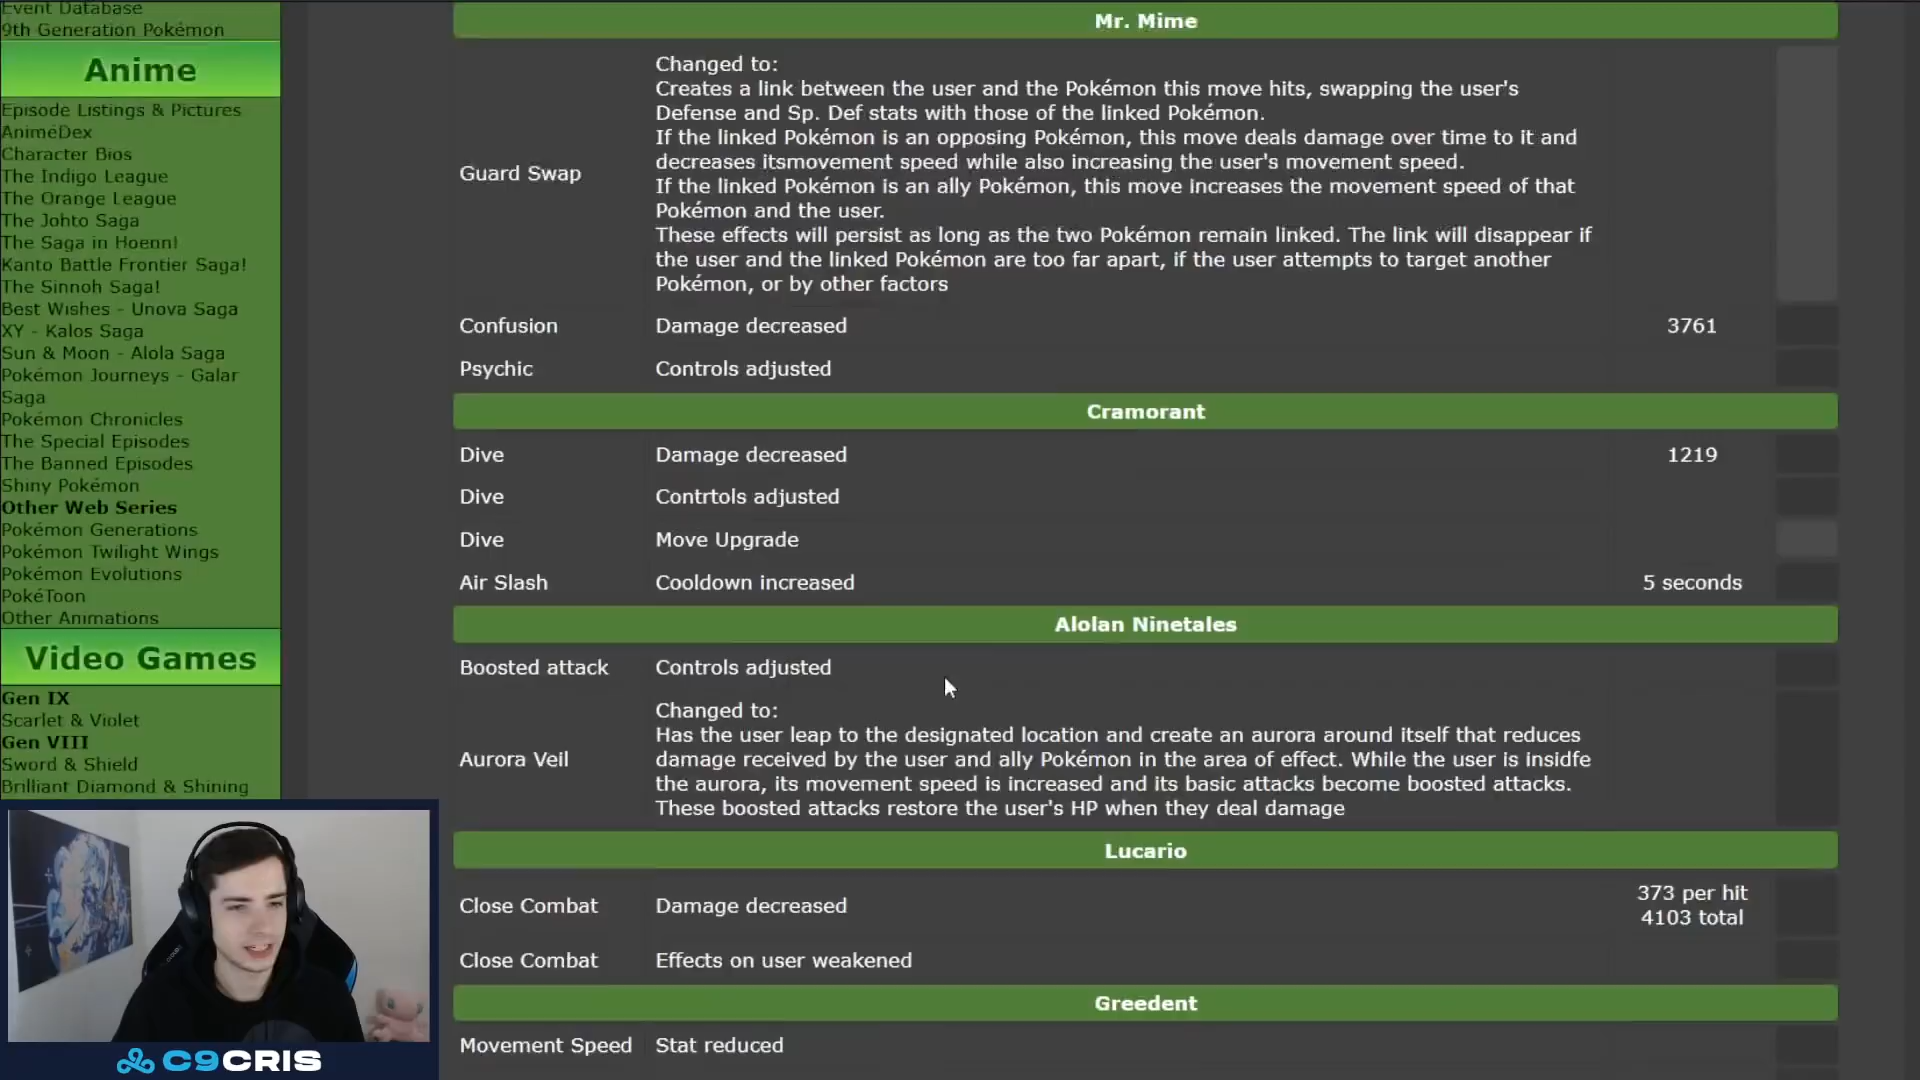 Event Database
9th Generation Pokémon
Anime
Episode Listings & Pictures
AniméDex
Character Bios
The Indigo League
The Orange League
The Johto Saga
The Saga in Hoenn!
Kanto Battle Frontier Saga!
The Sinnoh Saga!
Best Wishes - Unova Saga
XY - Kalos Saga
Sun & Moon - Alola Saga
Pokémon Journeys - Galar
Saga
Pokémon Chronicles
The Special Episodes
The Banned Episodes
Shiny Pokémon
Other Web Series
Pokémon Generations
Pokémon Twilight Wings
Pokémon Evolutions
PokéToon
Other Animations
Video Games
Gen IX
Scarlet & Violet
Gen VIII
Sword & Shield
Brilliant Diamond & Shining
Mr. Mime
Guard Swap
Changed to:
Creates a link between the user and the Pokémon this move hits, swapping the user's
Defense and Sp. Def stats with those of the linked Pokémon.
If the linked Pokémon is an opposing Pokémon, this move deals damage over time to it and
decreases itsmovement speed while also increasing the user's movement speed.
If the linked Pokémon is an ally Pokémon, this move increases the movement speed of that
Pokémon and the user.
These effects will persist as long as the two Pokémon remain linked. The link will disappear if
the user and the linked Pokémon are too far apart, if the user attempts to target another
Pokémon, or by other factors
Confusion Damage decreased 3761
Psychic Controls adjusted
Cramorant
Dive Damage decreased 1219
Dive Contrtols adjusted
Dive Move Upgrade
Air Slash Cooldown increased 5 seconds
Alolan Ninetales
Boosted attack Controls adjusted
Aurora Veil
Changed to:
Has the user leap to the designated location and create an aurora around itself that reduces
damage received by the user and ally Pokémon in the area of effect. While the user is insidfe
the aurora, its movement speed is increased and its basic attacks become boosted attacks.
These boosted attacks restore the user's HP when they deal damage
Lucario
Close Combat Damage decreased 373 per hit
4103 total
Close Combat Effects on user weakened
Greedent
Movement Speed Stat reduced
C9CRIS